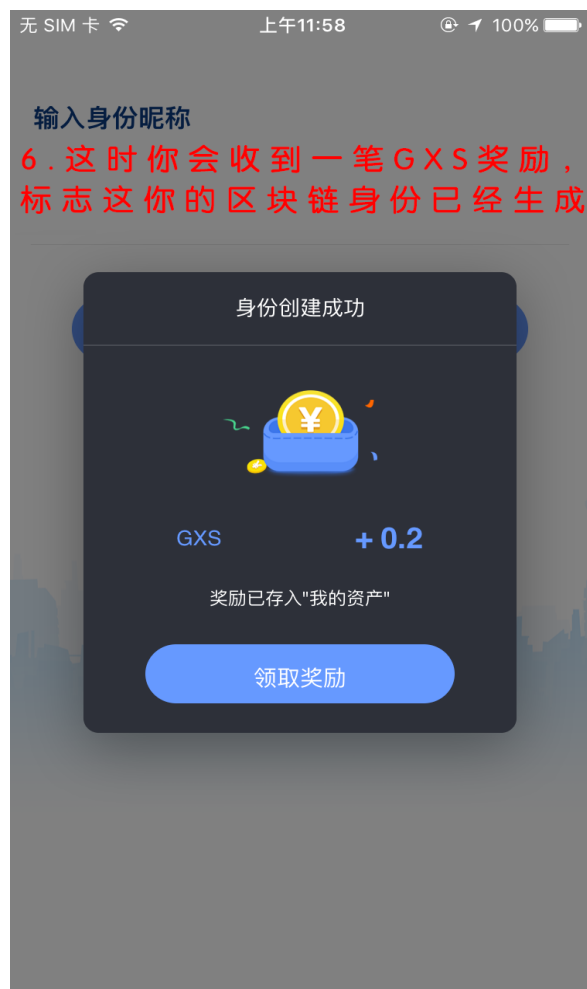 无 SIM 卡 上午11:58 100%
输入身份昵称
6.这时你会收到一笔GXS奖励，
标志这你的区块链身份已经生成
身份创建成功
¥
GXS + 0.2
奖励已存入"我的资产"
领取奖励